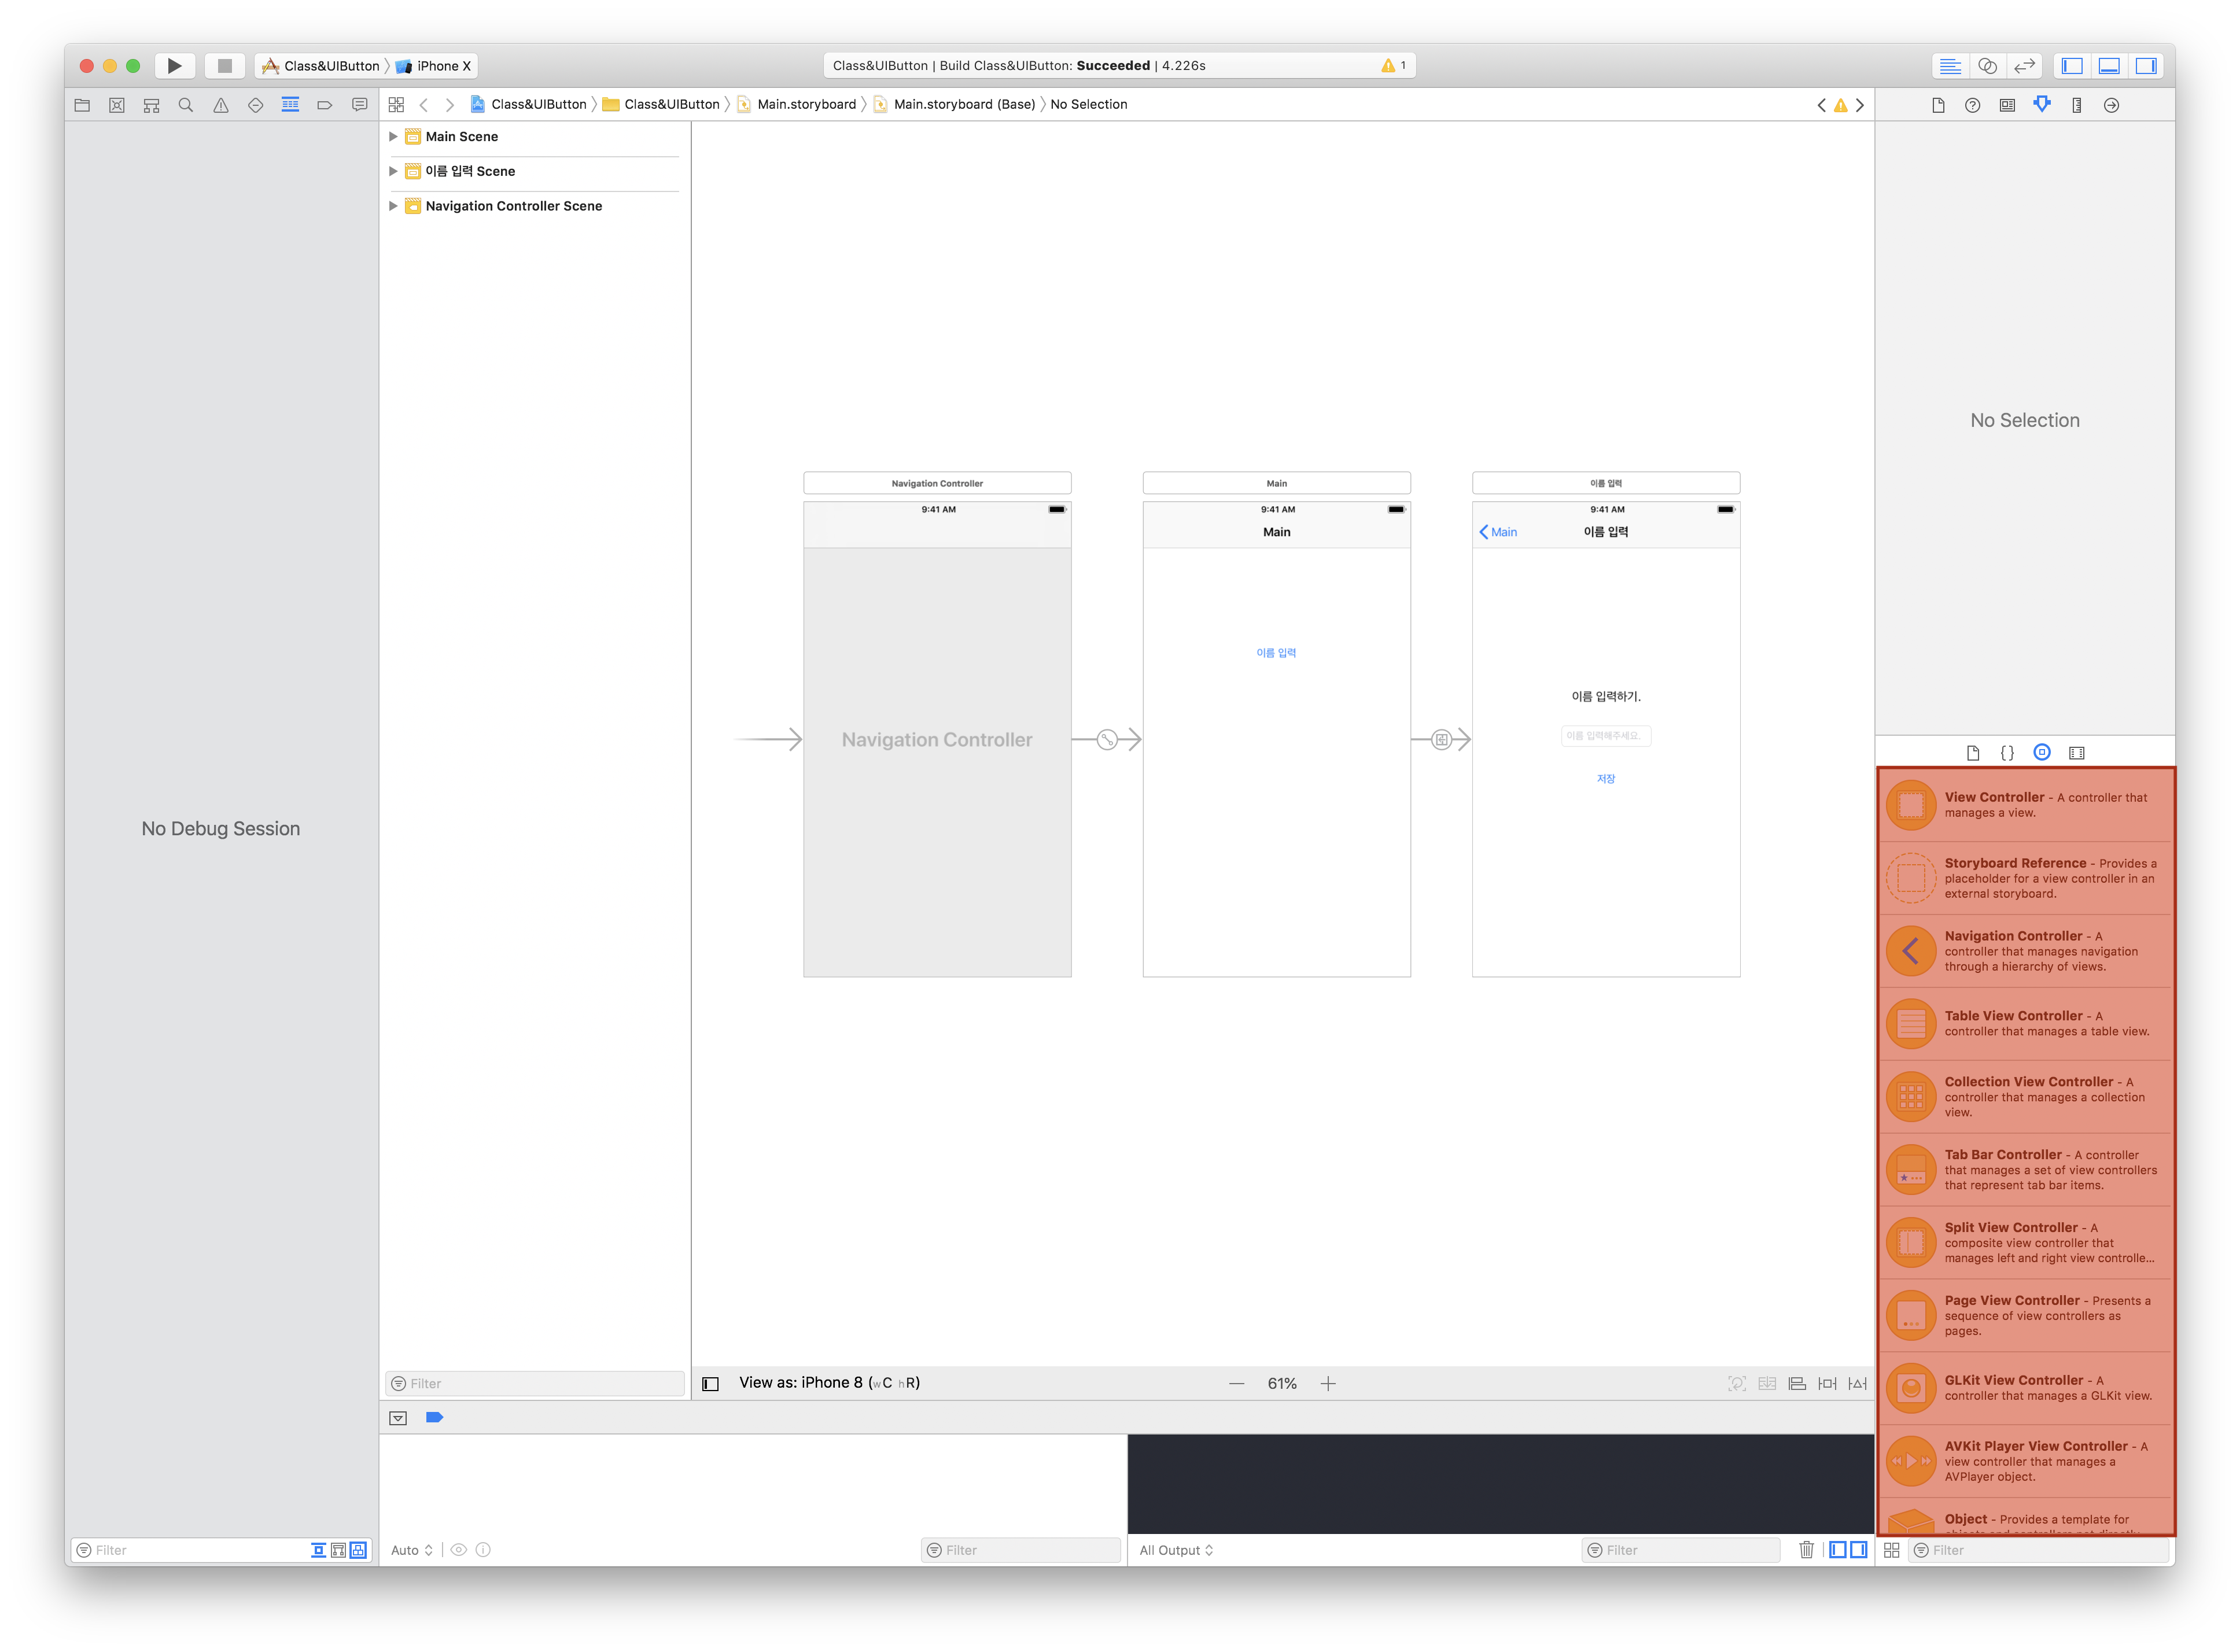 Class&UIButton
iPhone X
Class&UIButton | Build Class&UIButton: Succeeded | 4.226s
1
Class&UIButton
Class&UIButton
Main.storyboard
Main.storyboard (Base)
No Selection
Main Scene
이름 입력 Scene
Navigation Controller Scene
No Debug Session
Navigation Controller
9:41 AM
Navigation Controller
Main
9:41 AM
Main
이름 입력
이름 입력
9:41 AM
Main
이름 입력
이름 입력하기.
이름 입력해주세요.
저장
No Selection
View Controller - A controller that
manages a view.
Storyboard Reference - Provides a
placeholder for a view controller in an
external storyboard.
Navigation Controller - A
controller that manages navigation
through a hierarchy of views.
Table View Controller - A
controller that manages a table view.
Collection View Controller - A
controller that manages a collection
view.
Tab Bar Controller - A controller
that manages a set of view controllers
that represent tab bar items.
Split View Controller - A
composite view controller that
manages left and right view controlle...
Page View Controller - Presents a
sequence of view controllers as
pages.
GLKit View Controller - A
controller that manages a GLKit view.
AVKit Player View Controller - A
view controller that manages a
AVPlayer object.
Object - Provides a template for
Filter
View as: iPhone 8 (wC hR)
61%
Filter
Auto
Filter
All Output
Filter
Filter